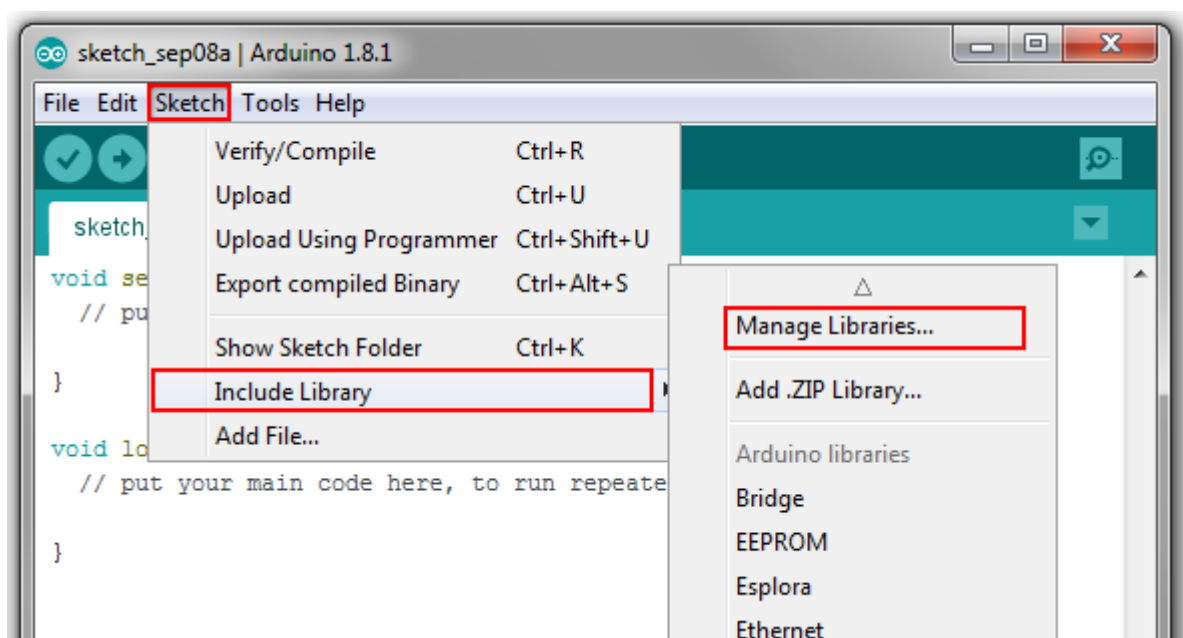 sketch_sep08a | Arduino 1.8.1
File Edit Sketch Tools Help
Verify/Compile Ctrl+R
Upload Ctrl+U
Upload Using Programmer Ctrl+Shift+U
Export compiled Binary Ctrl+Alt+S
Show Sketch Folder Ctrl+K
Include Library
Add File...
Manage Libraries...
Add .ZIP Library...
Arduino libraries
Bridge
EEPROM
Esplora
Ethernet
sketch_
void se
// pu
}
void lo
// put your main code here, to run repeate
}